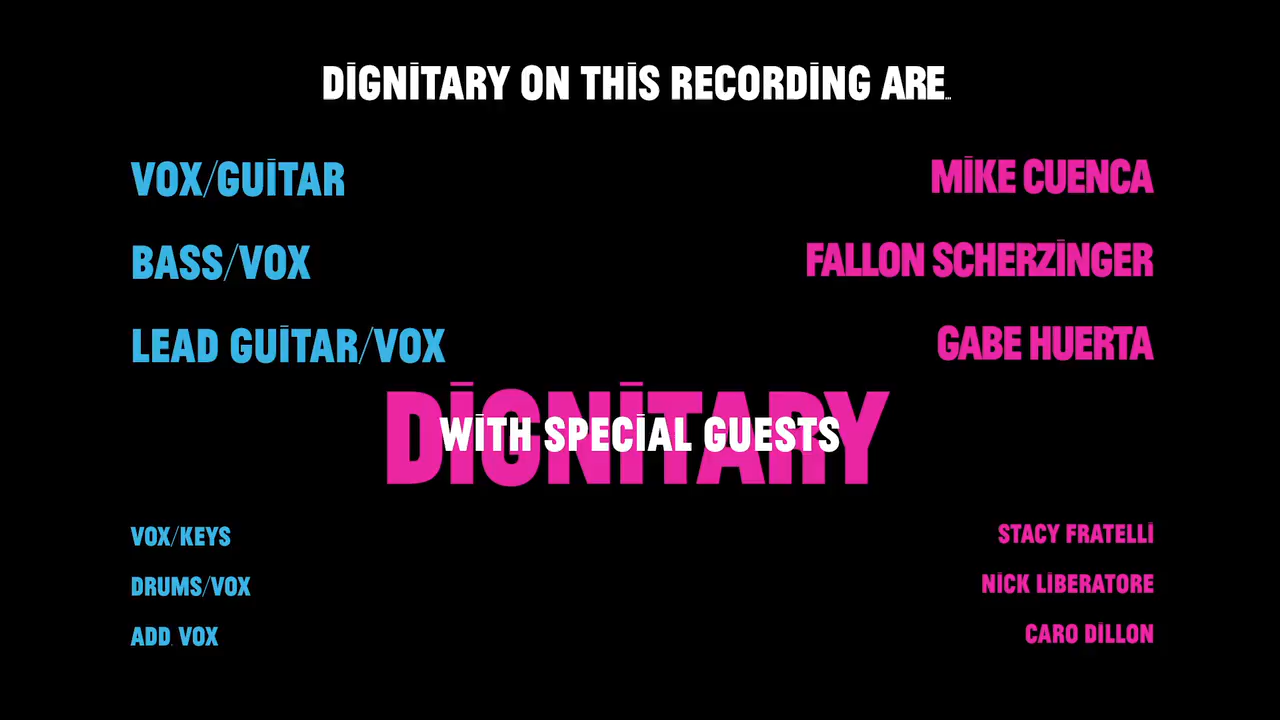 DIGNITARY ON THIS RECORDING ARE...
VOX/GUITAR MIKE CUENCA
BASS/VOX FALLON SCHERZINGER
LEAD GUITAR/VOX GABE HUERTA
DIGNITARY
WITH SPECIAL GUESTS
VOX/KEYS STACY FRATELLI
DRUMS/VOX NICK LIBERATORE
ADD. VOX CARO DILLON